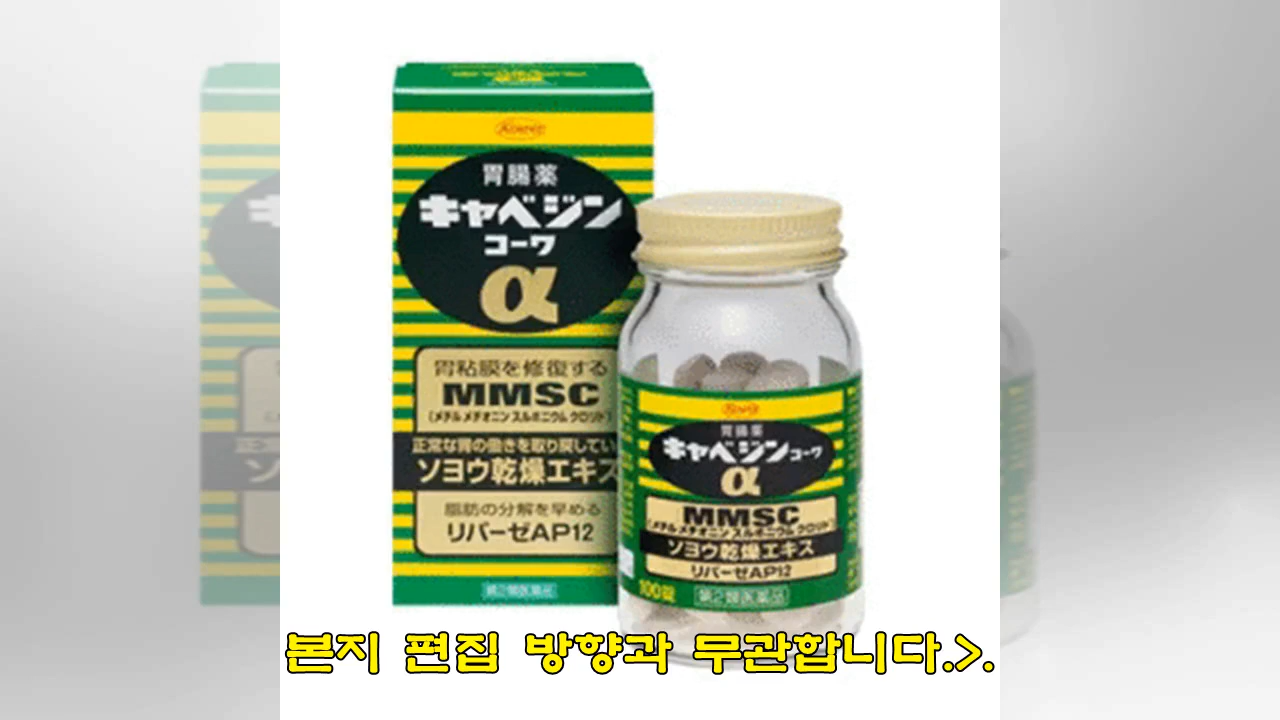 Kowa
胃腸薬
キャベジン
コーワ
α
胃粘膜を修復する
MMSC
(メチル メチオニン スルホニウム クロリド)
正常な胃の働きを取り戻してい
ソヨウ乾燥エキス
脂肪の分解を早める
リパーゼAP12
第2類医薬品
Kowa
胃腸薬
キャベジンコーワ
α
MMSC
(メチル メチオニン スルホニウム クロリド)
ソヨウ乾燥エキス
リパーゼAP12
100錠 第2類医薬品
본지 편집 방향과 무관합니다.>.